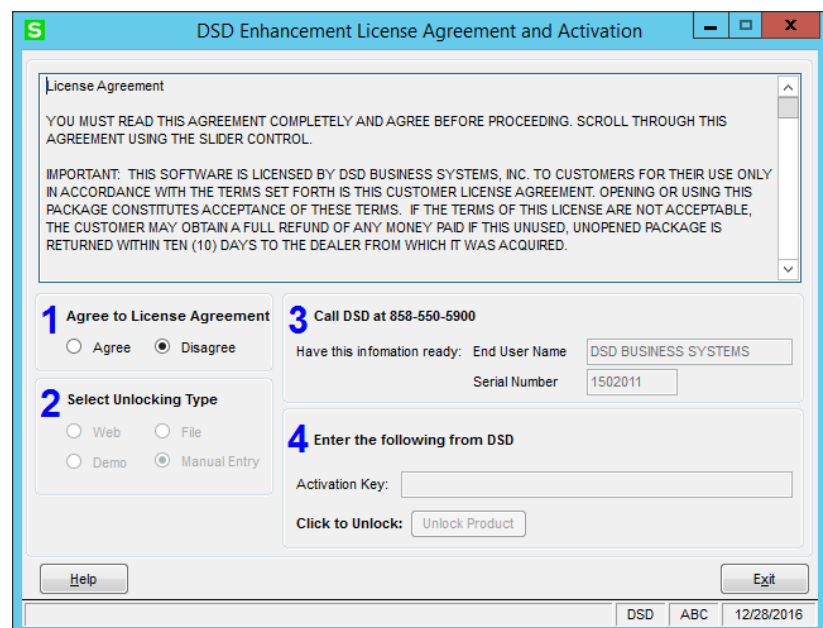 S
DSD Enhancement License Agreement and Activation
License Agreement
YOU MUST READ THIS AGREEMENT COMPLETELY AND AGREE BEFORE PROCEEDING. SCROLL THROUGH THIS
AGREEMENT USING THE SLIDER CONTROL.
IMPORTANT: THIS SOFTWARE IS LICENSED BY DSD BUSINESS SYSTEMS, INC. TO CUSTOMERS FOR THEIR USE ONLY
IN ACCORDANCE WITH THE TERMS SET FORTH IS THIS CUSTOMER LICENSE AGREEMENT. OPENING OR USING THIS
PACKAGE CONSTITUTES ACCEPTANCE OF THESE TERMS. IF THE TERMS OF THIS LICENSE ARE NOT ACCEPTABLE,
THE CUSTOMER MAY OBTAIN A FULL REFUND OF ANY MONEY PAID IF THIS UNUSED, UNOPENED PACKAGE IS
RETURNED WITHIN TEN (10) DAYS TO THE DEALER FROM WHICH IT WAS ACQUIRED.
1 Agree to License Agreement
Agree Disagree
2 Select Unlocking Type
Web File
Demo Manual Entry
3 Call DSD at 858-550-5900
Have this infomation ready: End User Name DSD BUSINESS SYSTEMS
Serial Number 1502011
4 Enter the following from DSD
Activation Key:
Click to Unlock: Unlock Product
Help Exit
DSD ABC 12/28/2016